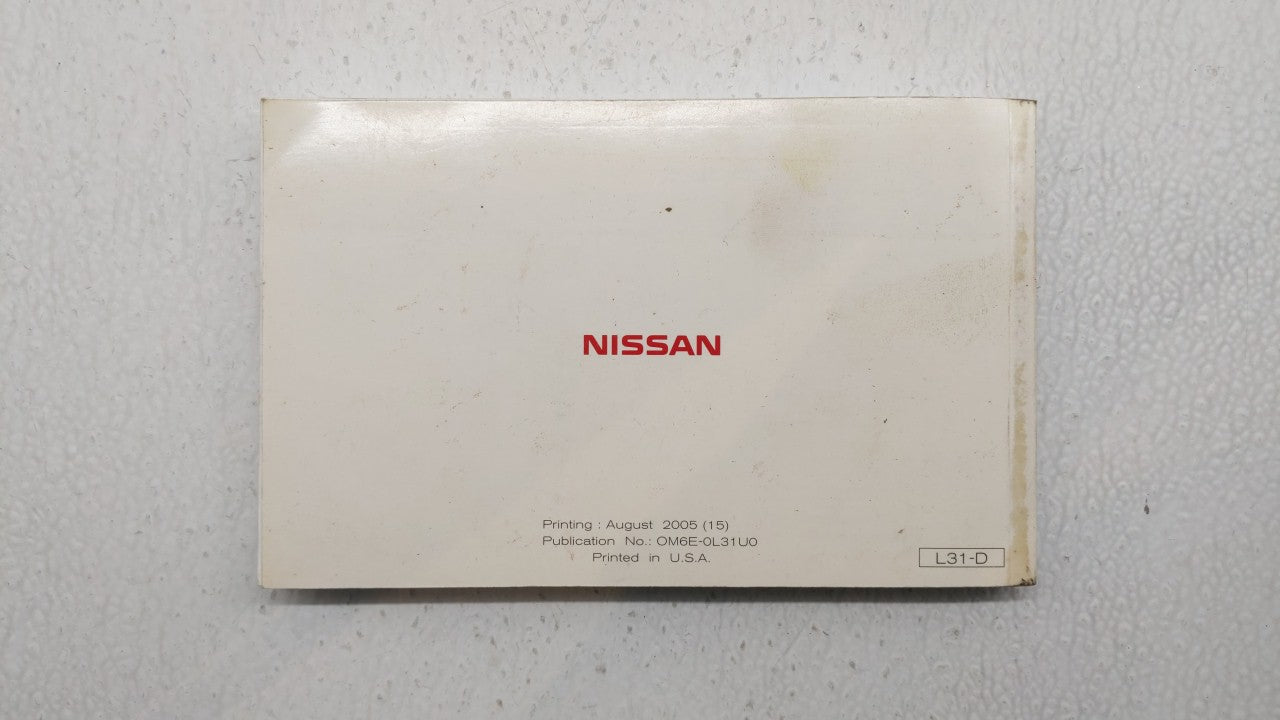 NISSAN
Printing : August 2005 (15)
Publication No.: OM6E-0L31U0
Printed in U.S.A.
L31-D